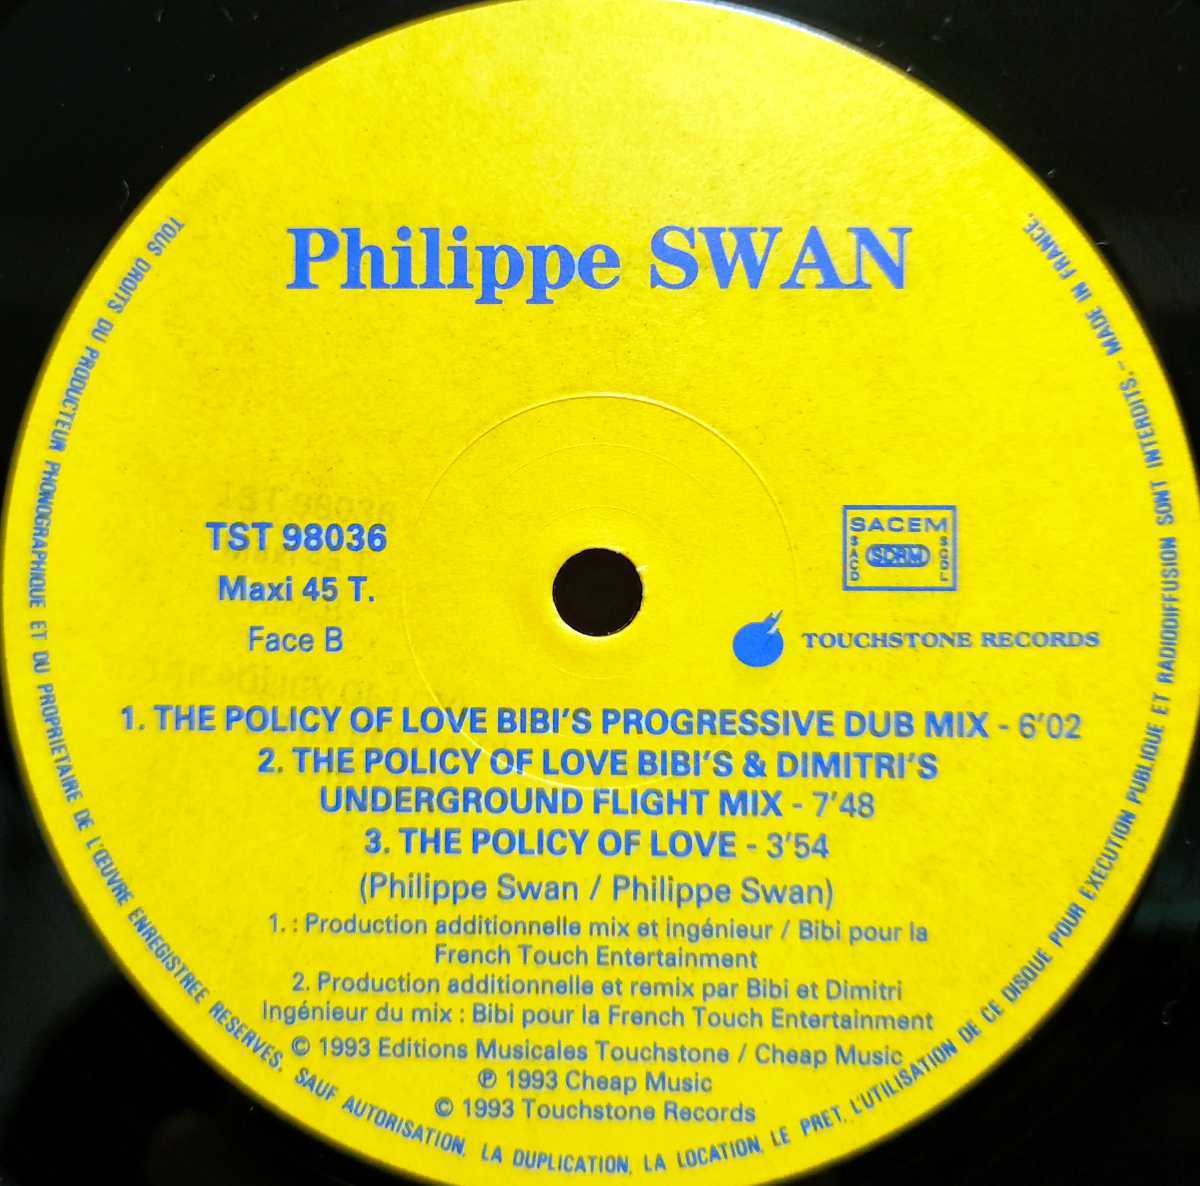 Philippe SWAN
TST 98036
Maxi 45 T.
Face B
SACEM
SACD
SDRM
SGDL
TOUCHSTONE RECORDS
1. THE POLICY OF LOVE BIBI'S PROGRESSIVE DUB MIX - 6'02
2. THE POLICY OF LOVE BIBI'S & DIMITRI'S
UNDERGROUND FLIGHT MIX - 7'48
3. THE POLICY OF LOVE - 3'54
(Philippe Swan / Philippe Swan)
1. : Production additionnelle mix et ingénieur / Bibi pour la
French Touch Entertainment
2. Production additionnelle et remix par Bibi et Dimitri
Ingénieur du mix : Bibi pour la French Touch Entertainment
© 1993 Editions Musicales Touchstone / Cheap Music
℗ 1993 Cheap Music
© 1993 Touchstone Records
TOUS DROITS DU PRODUCTEUR PHONOGRAPHIQUE ET DU PROPRIETAIRE DE L'ŒUVRE ENREGISTREE RESERVES. SAUF AUTORISATION, LA DUPLICATION, LA LOCATION, LE PRET, L'UTILISATION DE CE DISQUE POUR EXECUTION PUBLIQUE ET RADIODIFFUSION SONT INTERDITS. - MADE IN FRANCE.